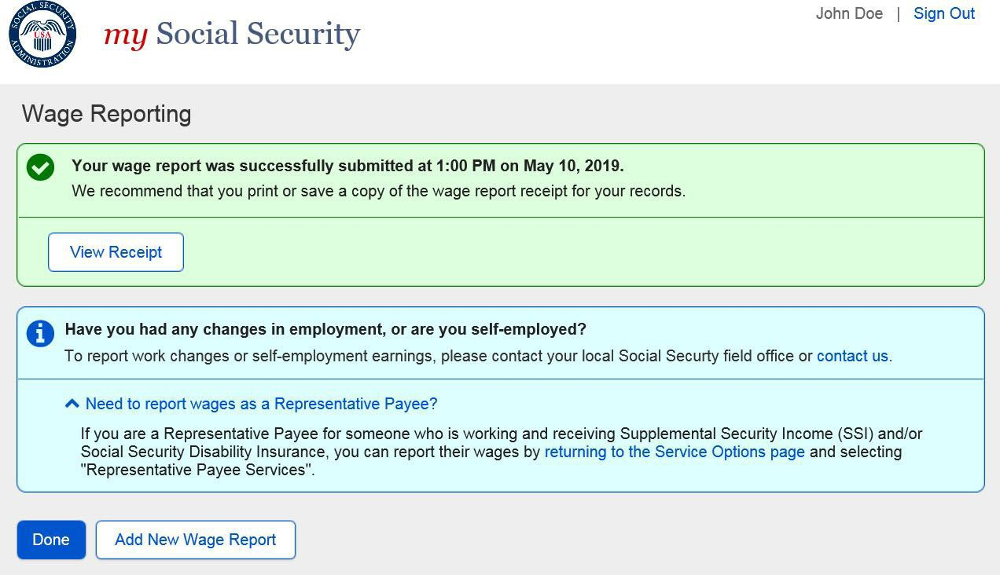 SOCIAL SECURITY ADMINISTRATION
USA
my Social Security
John Doe | Sign Out
Wage Reporting
Your wage report was successfully submitted at 1:00 PM on May 10, 2019.
We recommend that you print or save a copy of the wage report receipt for your records.
View Receipt
Have you had any changes in employment, or are you self-employed?
To report work changes or self-employment earnings, please contact your local Social Securty field office or contact us.
Need to report wages as a Representative Payee?
If you are a Representative Payee for someone who is working and receiving Supplemental Security Income (SSI) and/or
Social Security Disability Insurance, you can report their wages by returning to the Service Options page and selecting
"Representative Payee Services".
Done
Add New Wage Report